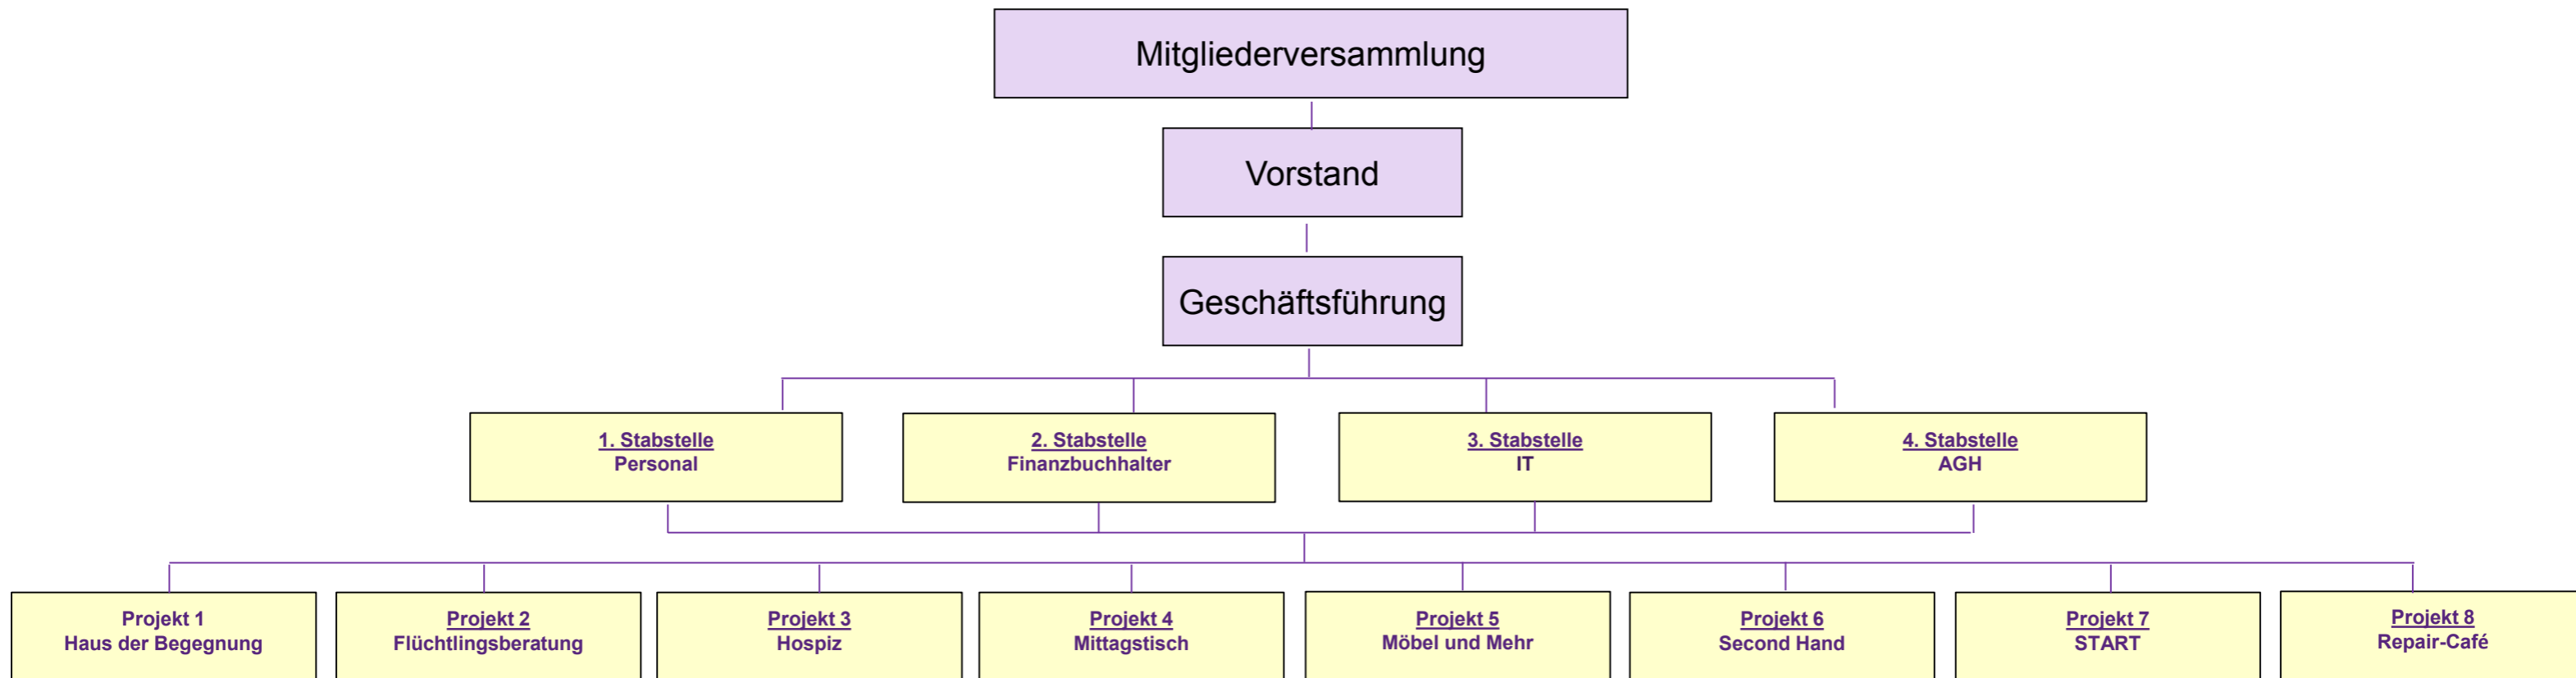 Mitgliederversammlung
Vorstand
Geschäftsführung
1. Stabstelle
Personal
2. Stabstelle
Finanzbuchhalter
3. Stabstelle
IT
4. Stabstelle
AGH
Projekt 1
Haus der Begegnung
Projekt 2
Flüchtlingsberatung
Projekt 3
Hospiz
Projekt 4
Mittagstisch
Projekt 5
Möbel und Mehr
Projekt 6
Second Hand
Projekt 7
START
Projekt 8
Repair-Café